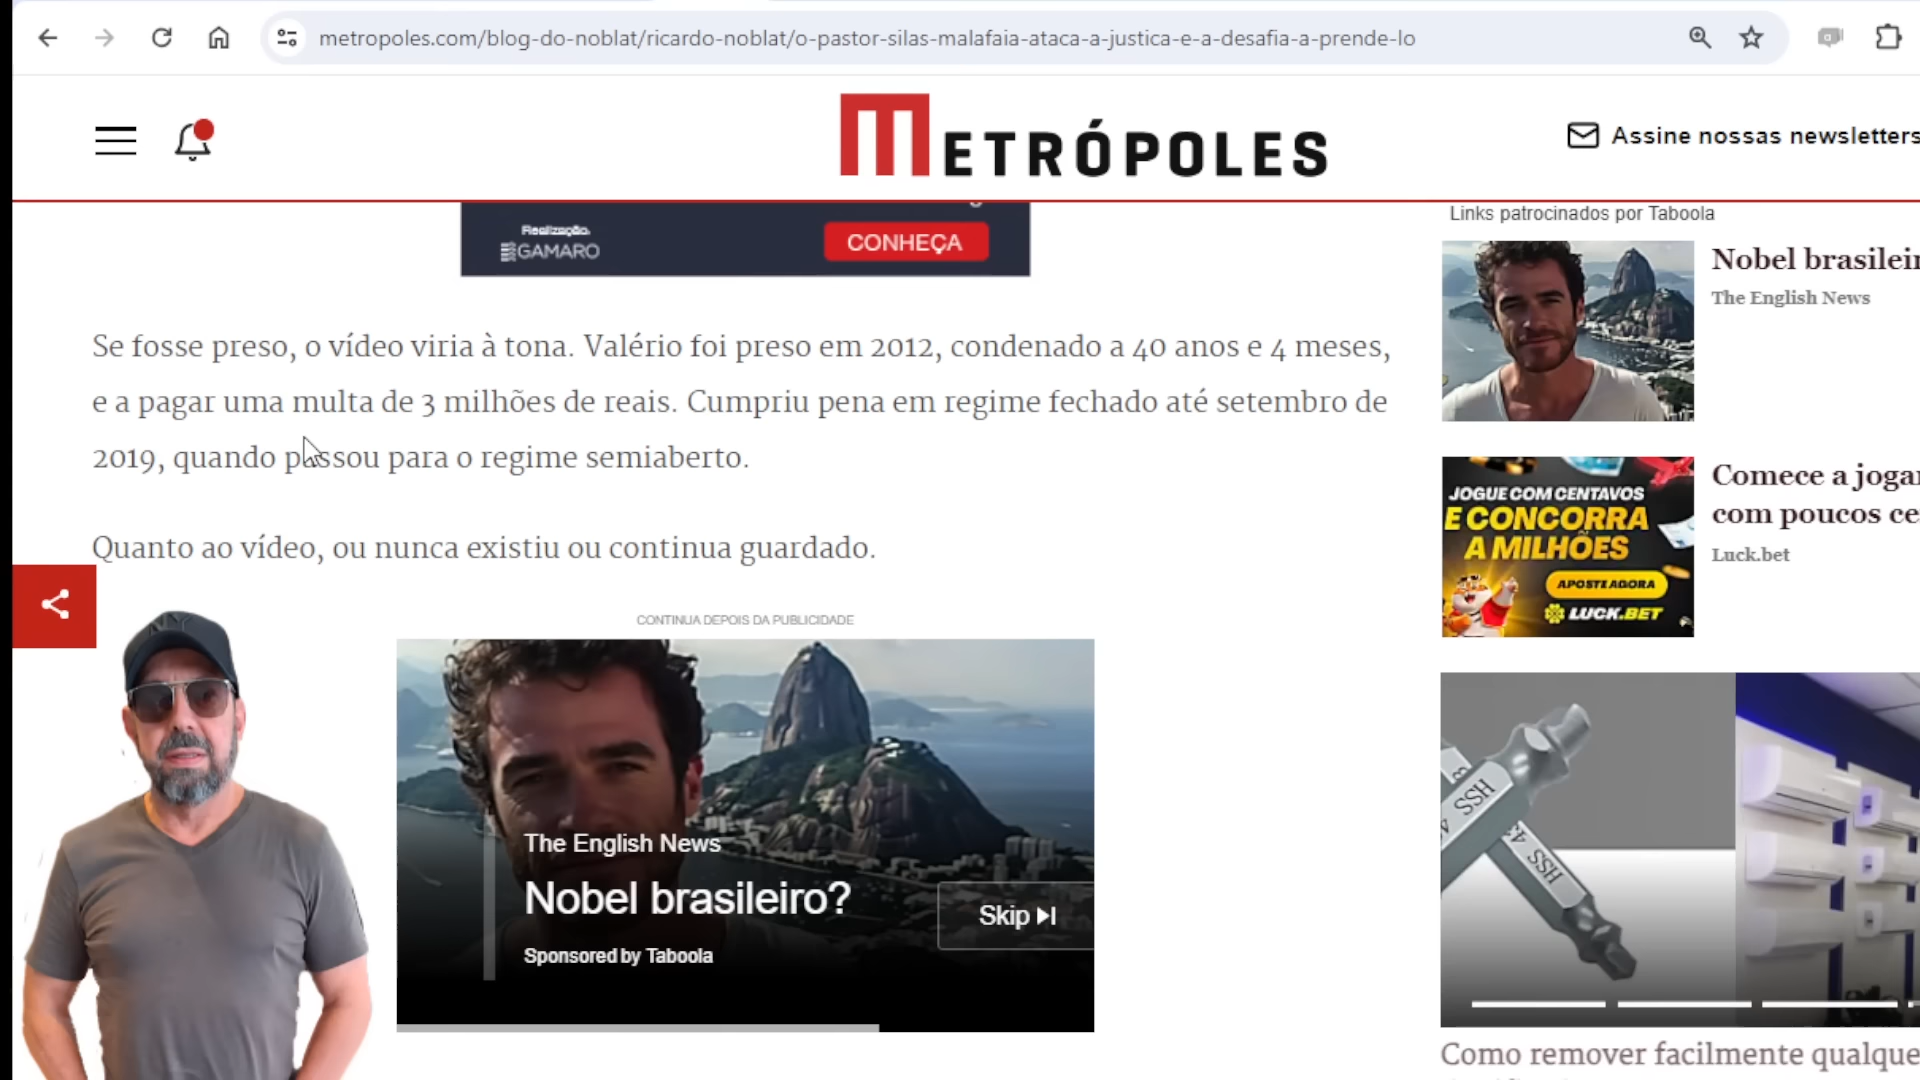 metropoles.com/blog-do-noblat/ricardo-noblat/o-pastor-silas-malafaia-ataca-a-justica-e-a-desafia-a-prende-lo
METRÓPOLES
Assine nossas newsletters
Realização
GAMARO
CONHEÇA
Links patrocinados por Taboola
Nobel brasileir
The English News
Se fosse preso, o vídeo viria à tona. Valério foi preso em 2012, condenado a 40 anos e 4 meses,
e a pagar uma multa de 3 milhões de reais. Cumpriu pena em regime fechado até setembro de
2019, quando passou para o regime semiaberto.
Quanto ao vídeo, ou nunca existiu ou continua guardado.
JOGUE COM CENTAVOS
E CONCORRA
A MILHÕES
APOSTE AGORA
LUCK.BET
Comece a jogar
com poucos ce
Luck.bet
CONTINUA DEPOIS DA PUBLICIDADE
The English News
Nobel brasileiro?
Skip
Sponsored by Taboola
HSS
HSS
Como remover facilmente qualque